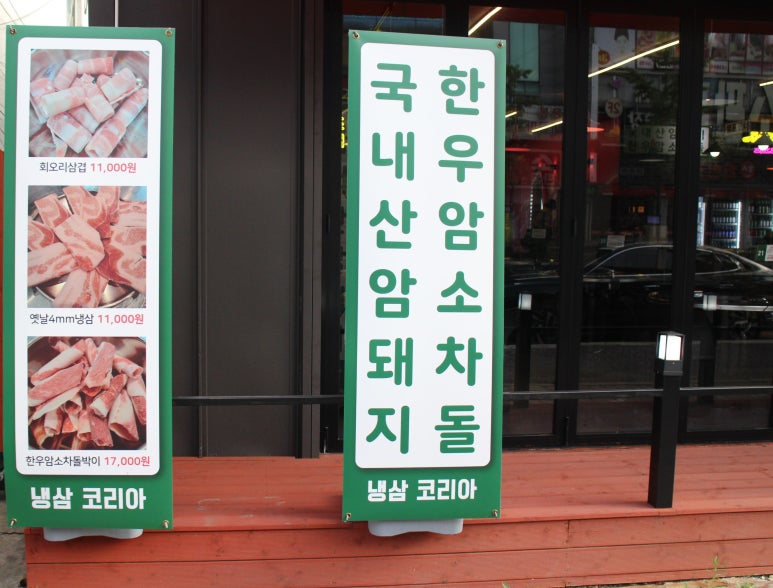 회오리삼겹 11,000원
옛날4mm냉삼 11,000원
한우암소차돌박이 17,000원
냉삼 코리아
한우암소차돌
국내산암돼지
냉삼 코리아
2F
21